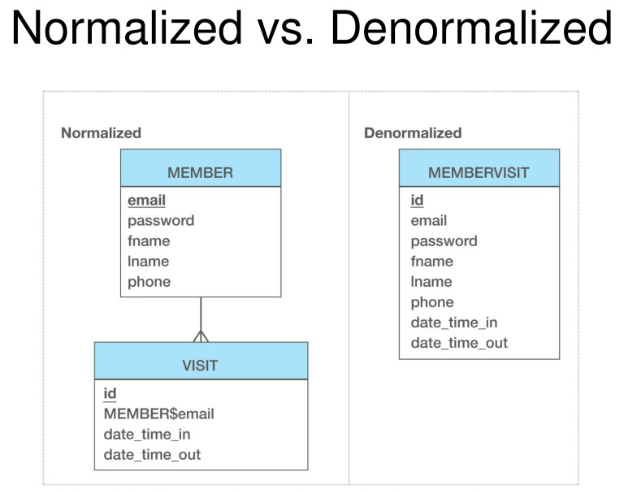 Normalized vs. Denormalized
Normalized
MEMBER
email
password
fname
lname
phone
VISIT
id
MEMBER$email
date_time_in
date_time_out
Denormalized
MEMBERVISIT
id
email
password
fname
lname
phone
date_time_in
date_time_out